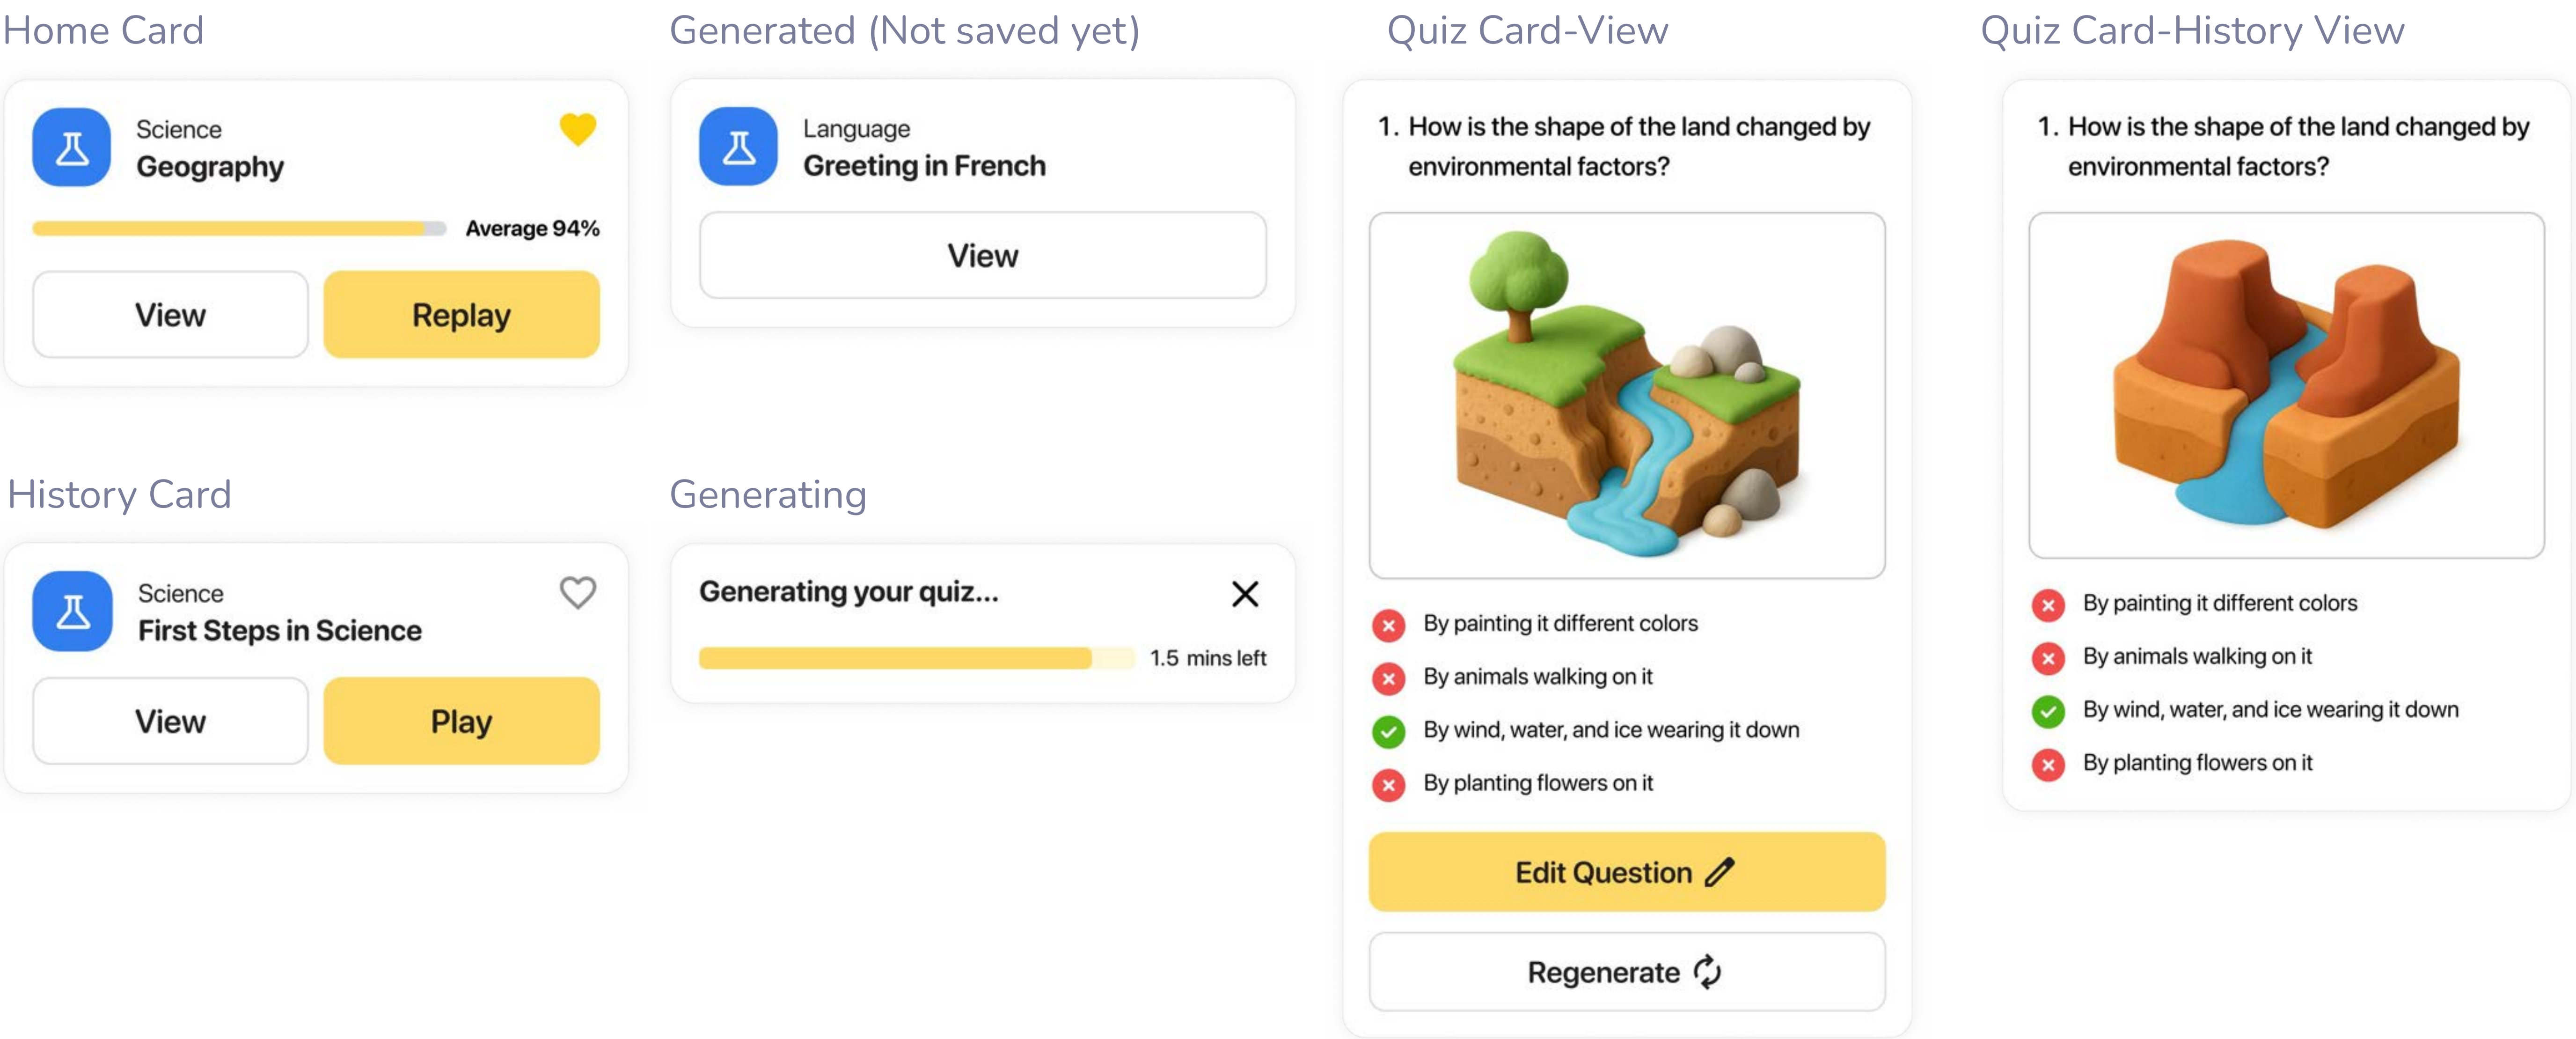 Home Card
Science
Geography
Average 94%
View
Replay
History Card
Science
First Steps in Science
View
Play
Generated (Not saved yet)
Language
Greeting in French
View
Generating
Generating your quiz...
1.5 mins left
Quiz Card-View
1. How is the shape of the land changed by
environmental factors?
By painting it different colors
By animals walking on it
By wind, water, and ice wearing it down
By planting flowers on it
Edit Question
Regenerate
Quiz Card-History View
1. How is the shape of the land changed by
environmental factors?
By painting it different colors
By animals walking on it
By wind, water, and ice wearing it down
By planting flowers on it